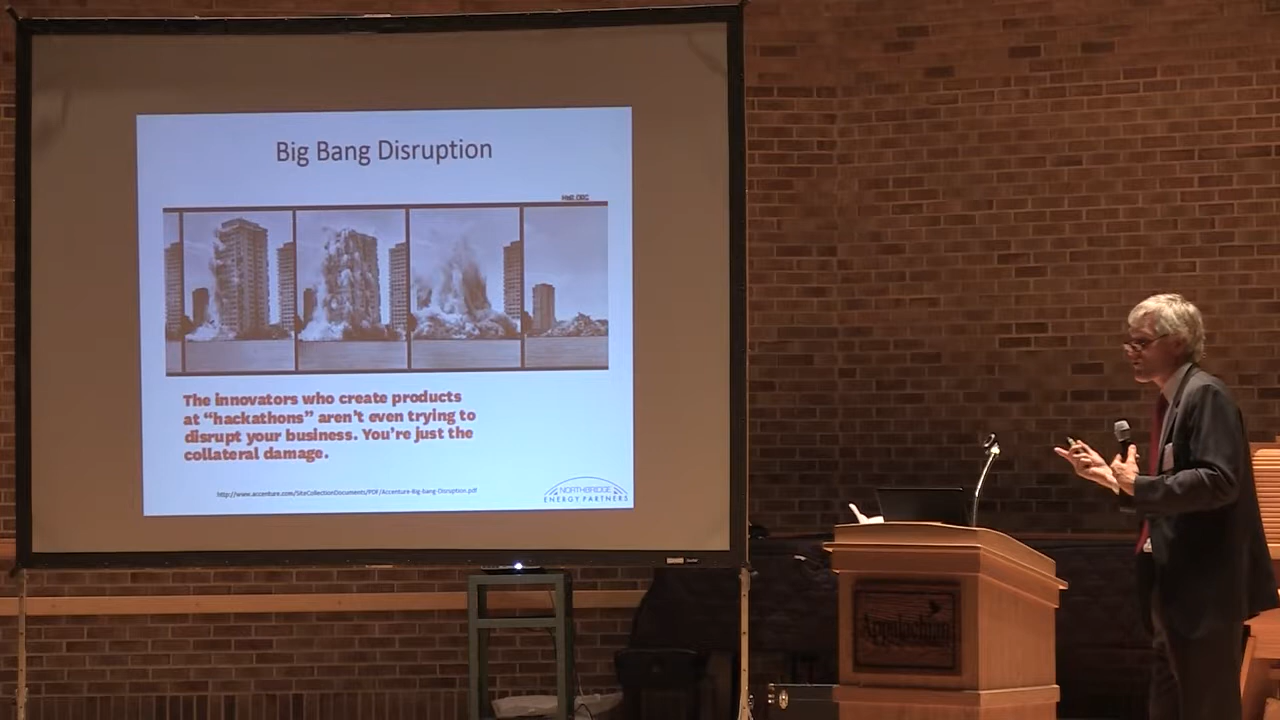 Big Bang Disruption
HBR.ORG
The innovators who create products
at “hackathons” aren’t even trying to
disrupt your business. You’re just the
collateral damage.
http://www.accenture.com/SiteCollectionDocuments/PDF/Accenture-Big-bang-Disruption.pdf
NORTHBRIDGE
ENERGY PARTNERS
Appalachian